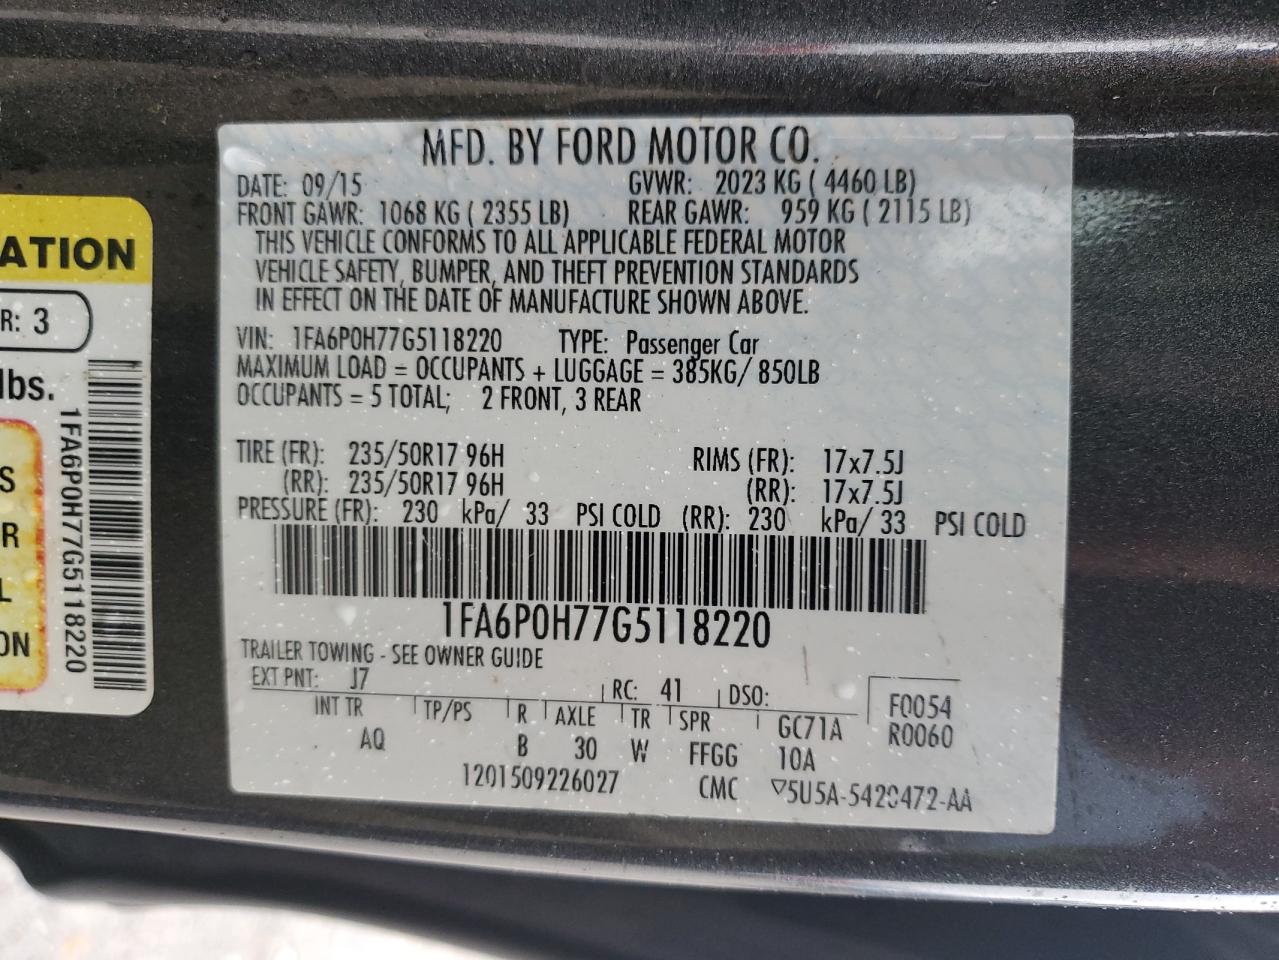 MFD. BY FORD MOTOR CO.
DATE: 09/15 GVWR: 2023 KG ( 4460 LB)
FRONT GAWR: 1068 KG ( 2355 LB) REAR GAWR: 959 KG ( 2115 LB)
THIS VEHICLE CONFORMS TO ALL APPLICABLE FEDERAL MOTOR
VEHICLE SAFETY, BUMPER, AND THEFT PREVENTION STANDARDS
IN EFFECT ON THE DATE OF MANUFACTURE SHOWN ABOVE.
VIN: 1FA6P0H77G5118220 TYPE: Passenger Car
MAXIMUM LOAD = OCCUPANTS + LUGGAGE = 385KG/ 850LB
OCCUPANTS = 5 TOTAL; 2 FRONT, 3 REAR
TIRE (FR): 235/50R17 96H RIMS (FR): 17x7.5J
(RR): 235/50R17 96H (RR): 17x7.5J
PRESSURE (FR): 230 kPa/ 33 PSI COLD (RR): 230 kPa/ 33 PSI COLD
1FA6P0H77G5118220
TRAILER TOWING - SEE OWNER GUIDE
EXT PNT: J7 RC: 41 DSO: F0054
INT TR TP/PS R AXLE TR SPR GC71A R0060
AQ B 30 W FFGG 10A
1201509226027 CMC ▽5U5A-5420472-AA
ATION
R: 3
lbs.
1FA6P0H77G5118220
S
R
L
ON